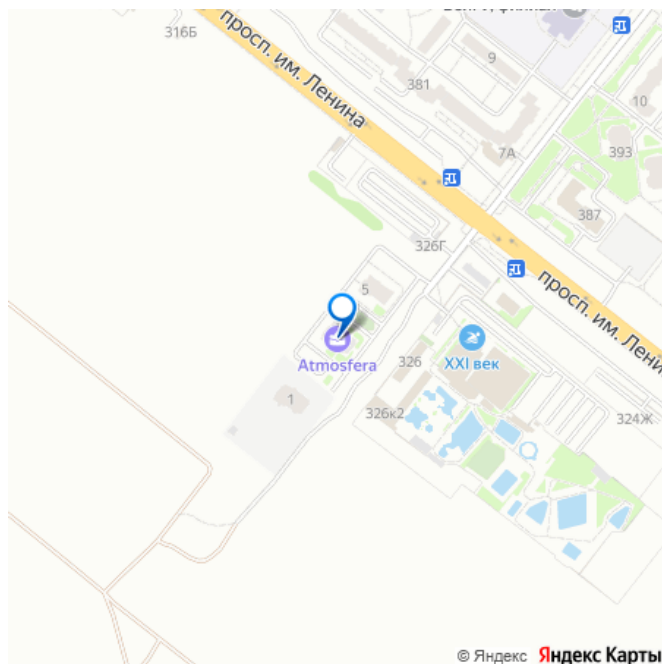 316Б
9
381
10
просп. им. Ленина
7А
393
387
326Г
5
просп. им. Ленина
Atmosfera
326
XXI век
1
326к2
324Ж
© Яндекс Яндекс Карты